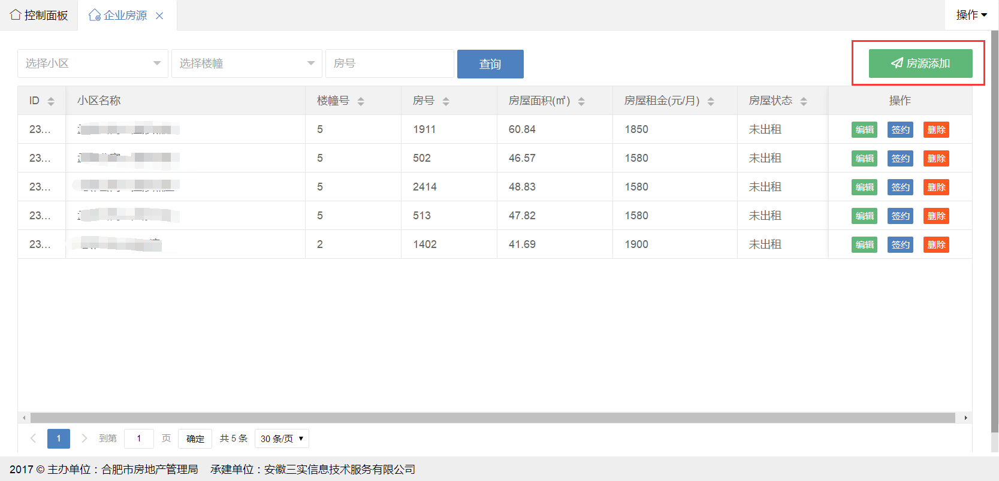 控制面板 企业房源 操作
选择小区 选择楼幢 房号 查询 房源添加
ID 小区名称 楼幢号 房号 房屋面积(㎡) 房屋租金(元/月) 房屋状态 操作
23... 5 1911 60.84 1850 未出租 编辑 签约 删除
23... 5 502 46.57 1580 未出租 编辑 签约 删除
23... 5 2414 48.83 1580 未出租 编辑 签约 删除
23... 5 513 47.82 1580 未出租 编辑 签约 删除
23... 2 1402 41.69 1900 未出租 编辑 签约 删除
1 到第 1 页 确定 共 5 条 30 条/页
2017 © 主办单位：合肥市房地产管理局 承建单位：安徽三实信息技术服务有限公司